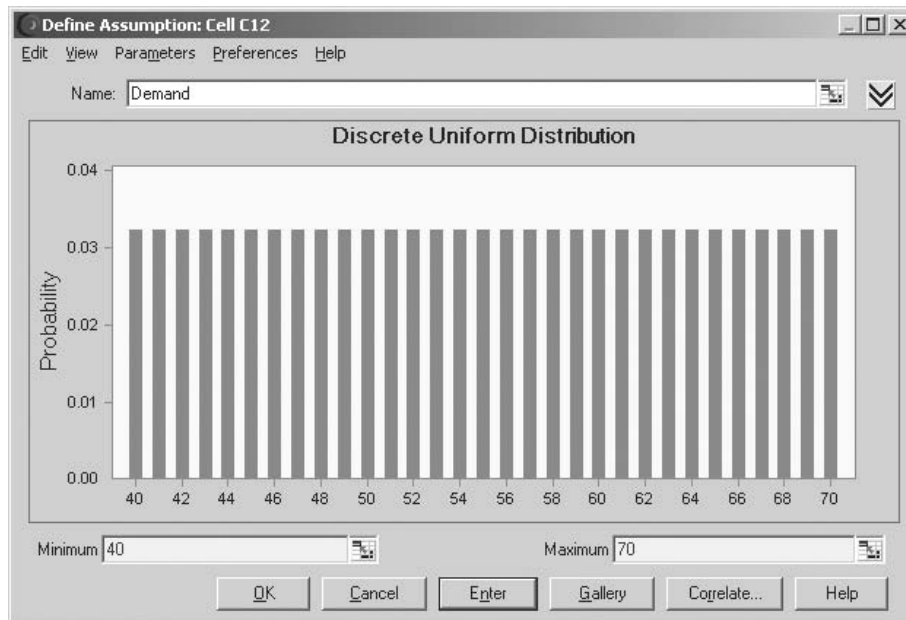 Define Assumption: Cell C12
Edit View Parameters Preferences Help
Name: Demand
Discrete Uniform Distribution
0.04
0.03
0.02
0.01
0.00
Probability
40 42 44 46 48 50 52 54 56 58 60 62 64 66 68 70
Minimum 40 Maximum 70
OK Cancel Enter Gallery Correlate... Help